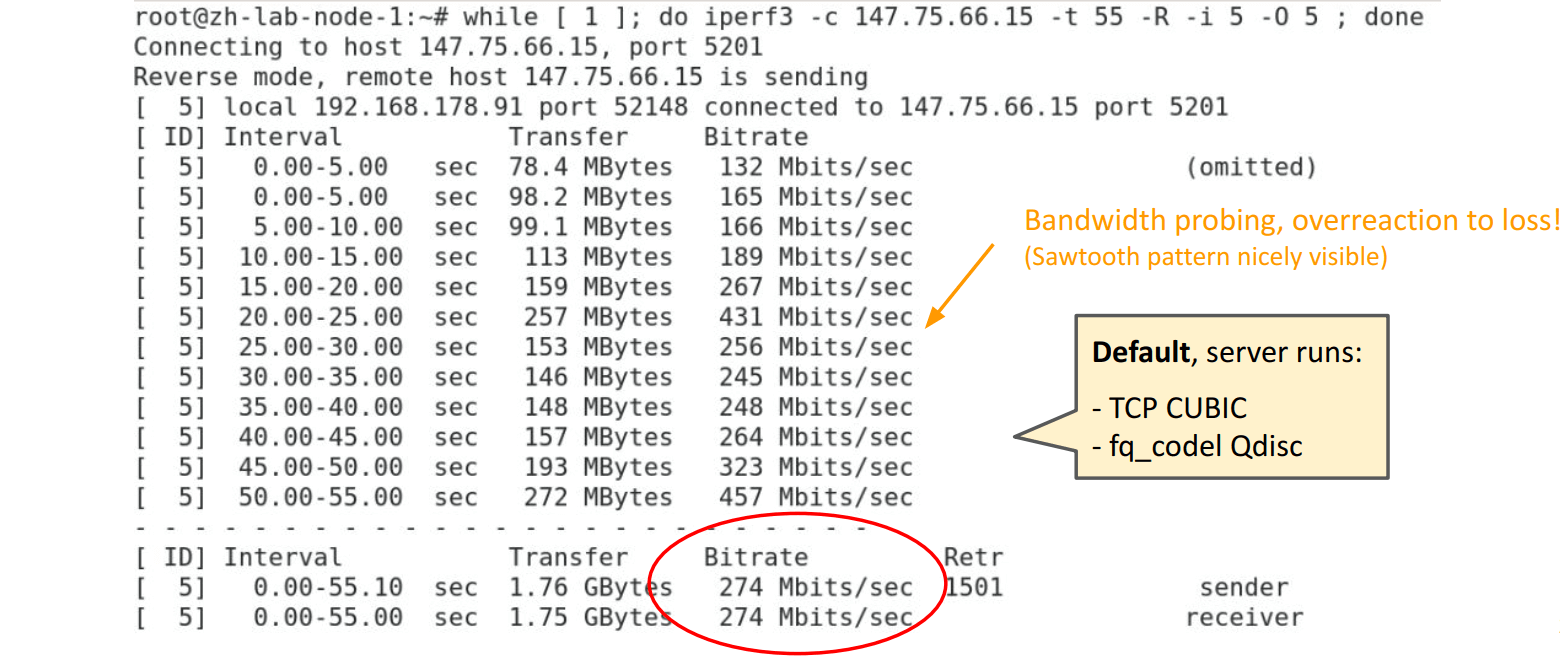 root@zh-lab-node-1:~# while [ 1 ]; do iperf3 -c 147.75.66.15 -t 55 -R -i 5 -O 5 ; done
Connecting to host 147.75.66.15, port 5201
Reverse mode, remote host 147.75.66.15 is sending
[  5] local 192.168.178.91 port 52148 connected to 147.75.66.15 port 5201
[ ID] Interval           Transfer     Bitrate
[  5]   0.00-5.00   sec  78.4 MBytes   132 Mbits/sec                  (omitted)
[  5]   0.00-5.00   sec  98.2 MBytes   165 Mbits/sec
[  5]   5.00-10.00  sec  99.1 MBytes   166 Mbits/sec
[  5]  10.00-15.00  sec   113 MBytes   189 Mbits/sec
[  5]  15.00-20.00  sec   159 MBytes   267 Mbits/sec
[  5]  20.00-25.00  sec   257 MBytes   431 Mbits/sec
[  5]  25.00-30.00  sec   153 MBytes   256 Mbits/sec
[  5]  30.00-35.00  sec   146 MBytes   245 Mbits/sec
[  5]  35.00-40.00  sec   148 MBytes   248 Mbits/sec
[  5]  40.00-45.00  sec   157 MBytes   264 Mbits/sec
[  5]  45.00-50.00  sec   193 MBytes   323 Mbits/sec
[  5]  50.00-55.00  sec   272 MBytes   457 Mbits/sec
- - - - - - - - - - - - - - - - - - - - - - - - -
[ ID] Interval           Transfer     Bitrate         Retr
[  5]   0.00-55.10  sec  1.76 GBytes   274 Mbits/sec  1501             sender
[  5]   0.00-55.00  sec  1.75 GBytes   274 Mbits/sec                  receiver
Bandwidth probing, overreaction to loss!
(Sawtooth pattern nicely visible)
Default, server runs:
- TCP CUBIC
- fq_codel Qdisc